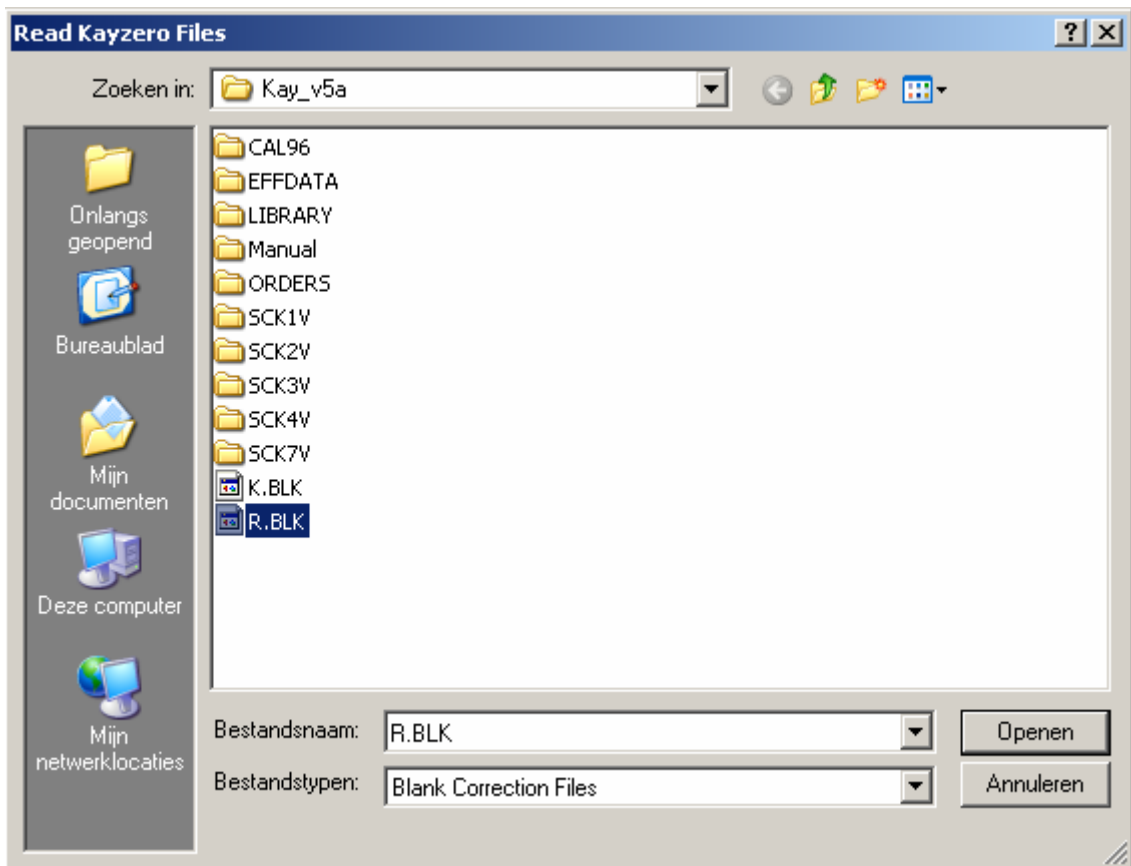 Read Kayzero Files
Zoeken in:
Kay_v5a
Onlangs
geopend
Bureaublad
Mijn
documenten
Deze computer
Mijn
netwerklocaties
CAL96
EFFDATA
LIBRARY
Manual
ORDERS
SCK1V
SCK2V
SCK3V
SCK4V
SCK7V
K.BLK
R.BLK
Bestandsnaam:
R.BLK
Openen
Bestandstypen:
Blank Correction Files
Annuleren